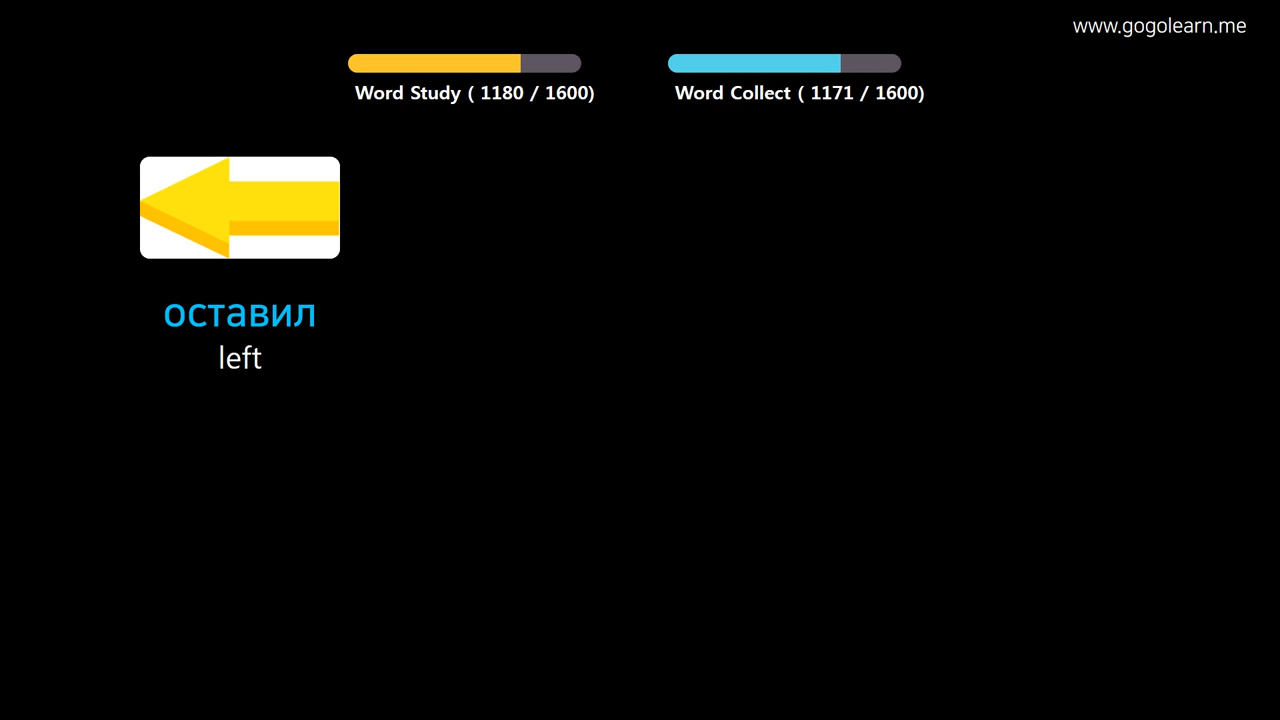 www.gogolearn.me
Word Study ( 1180 / 1600)
Word Collect ( 1171 / 1600)
оставил
left